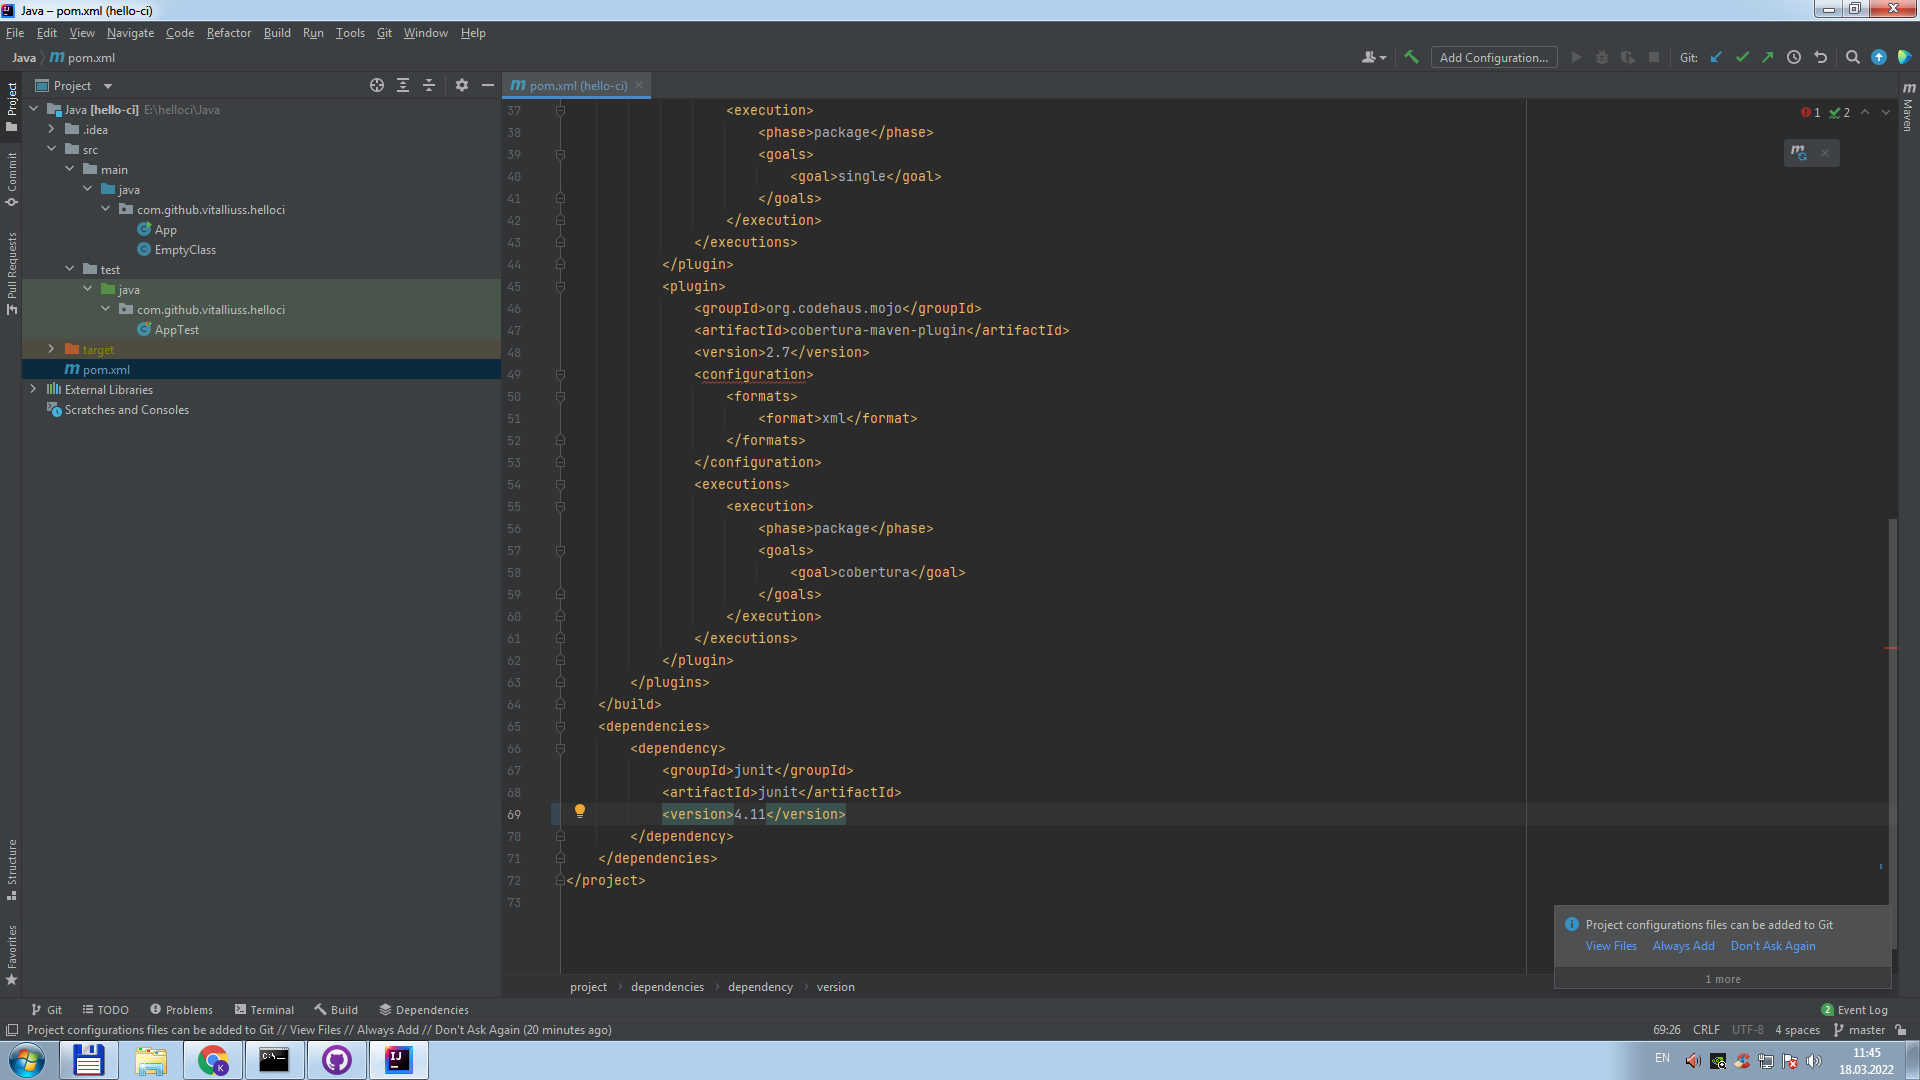 Java – pom.xml (hello-ci)
File Edit View Navigate Code Refactor Build Run Tools Git Window Help
Java pom.xml
Add Configuration... Git:
Project
pom.xml (hello-ci)
Java [hello-ci] E:\helloci\Java
.idea
src
main
java
com.github.vitalliuss.helloci
App
EmptyClass
test
java
com.github.vitalliuss.helloci
AppTest
target
pom.xml
External Libraries
Scratches and Consoles
Project
Commit
Pull Requests
Structure
Favorites
Maven
1 2
37 <execution>
38 <phase>package</phase>
39 <goals>
40 <goal>single</goal>
41 </goals>
42 </execution>
43 </executions>
44 </plugin>
45 <plugin>
46 <groupId>org.codehaus.mojo</groupId>
47 <artifactId>cobertura-maven-plugin</artifactId>
48 <version>2.7</version>
49 <configuration>
50 <formats>
51 <format>xml</format>
52 </formats>
53 </configuration>
54 <executions>
55 <execution>
56 <phase>package</phase>
57 <goals>
58 <goal>cobertura</goal>
59 </goals>
60 </execution>
61 </executions>
62 </plugin>
63 </plugins>
64 </build>
65 <dependencies>
66 <dependency>
67 <groupId>junit</groupId>
68 <artifactId>junit</artifactId>
69 <version>4.11</version>
70 </dependency>
71 </dependencies>
72 </project>
73
Project configurations files can be added to Git
View Files Always Add Don't Ask Again
1 more
project dependencies dependency version
Git TODO Problems Terminal Build Dependencies
2 Event Log
Project configurations files can be added to Git // View Files // Always Add // Don't Ask Again (20 minutes ago)
69:26 CRLF UTF-8 4 spaces master
EN
11:45
18.03.2022